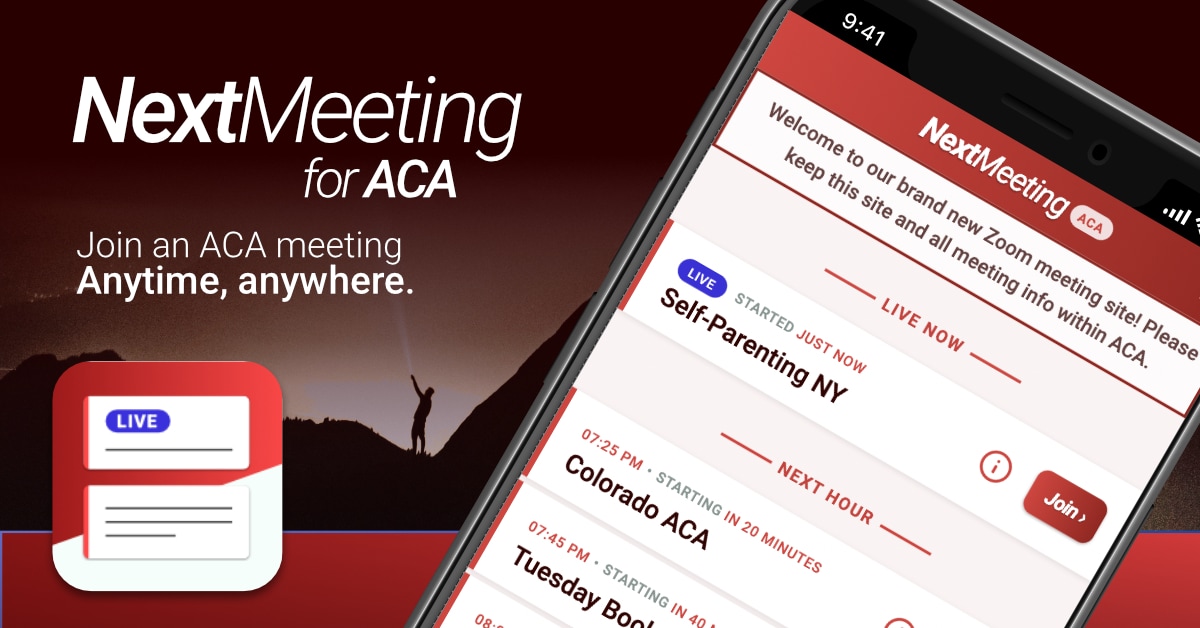 NextMeeting
for ACA
Join an ACA meeting
Anytime, anywhere.
LIVE
9:41
NextMeeting ACA
Welcome to our brand new Zoom meeting site! Please
keep this site and all meeting info within ACA.
LIVE NOW
LIVE STARTED JUST NOW
Self-Parenting NY
Join ›
NEXT HOUR
07:25 PM • STARTING IN 20 MINUTES
Colorado ACA
07:45 PM • STARTING IN 40
Tuesday